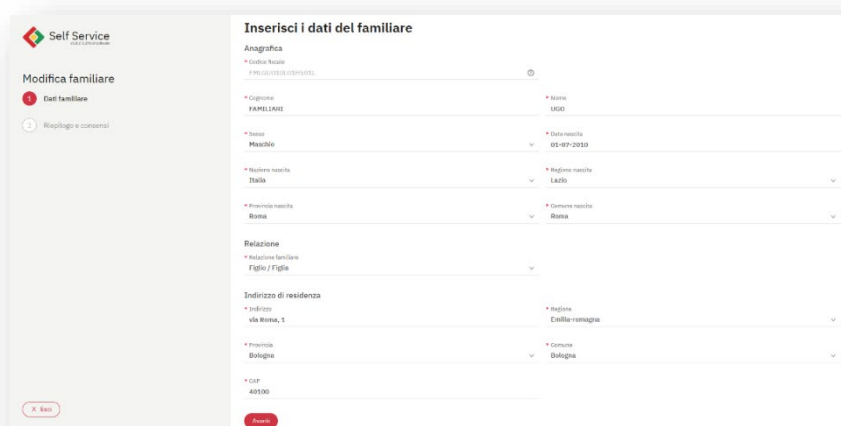 Self Service
Modifica familiare
1 Dati familiare
2 Riepilogo e consensi
X Esci
Inserisci i dati del familiare
Anagrafica
* Codice fiscale
* Cognome * Nome
FAMILIARI UGO
* Sesso * Data nascita
Maschio 01-07-2010
* Nazione nascita * Regione nascita
Italia Lazio
* Provincia nascita * Comune nascita
Roma Roma
Relazione
* Relazione familiare
Figlio / Figlia
Indirizzo di residenza
* Indirizzo * Regione
via Roma, 1 Emilia-romagna
* Provincia * Comune
Bologna Bologna
* CAP
40100
Avanti